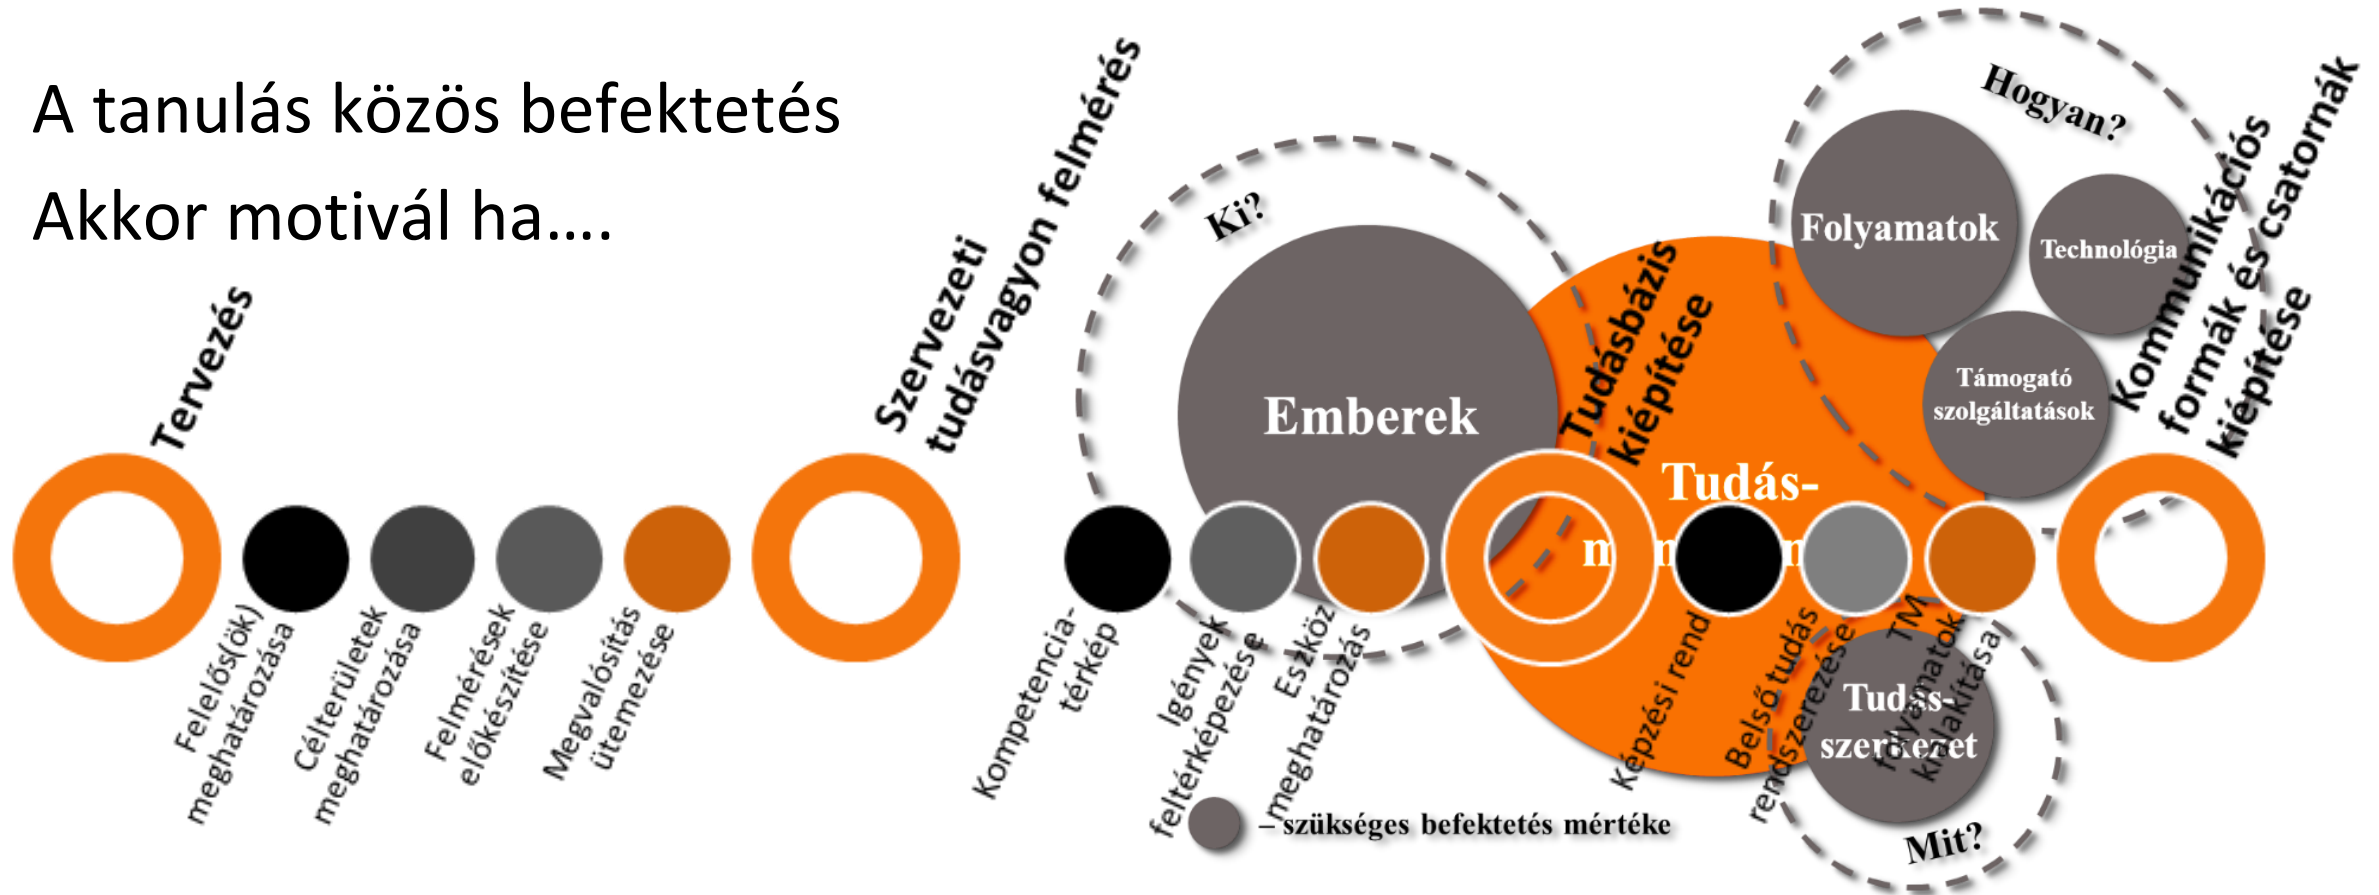 A tanulás közös befektetés
Akkor motivál ha….
Tervezés
Felelős(ök)
meghatározása
Célterületek
meghatározása
Felmérések
előkészítése
Megvalósítás
ütemezése
Szervezeti
tudásvagyon felmérés
Kompetencia-
térkép
Igények
feltérképezése
Eszköz
meghatározás
Tudásbázis
kiépítése
Képzési rend
Belső tudás
rendszerezése
TM
folyamatok
kialakítása
Kommunikációs
formák és csatornák
kiépítése
Ki?
Emberek
Tudás-
Hogyan?
Folyamatok
Technológia
Támogató
szolgáltatások
Tudás-
szerkezet
Mit?
– szükséges befektetés mértéke